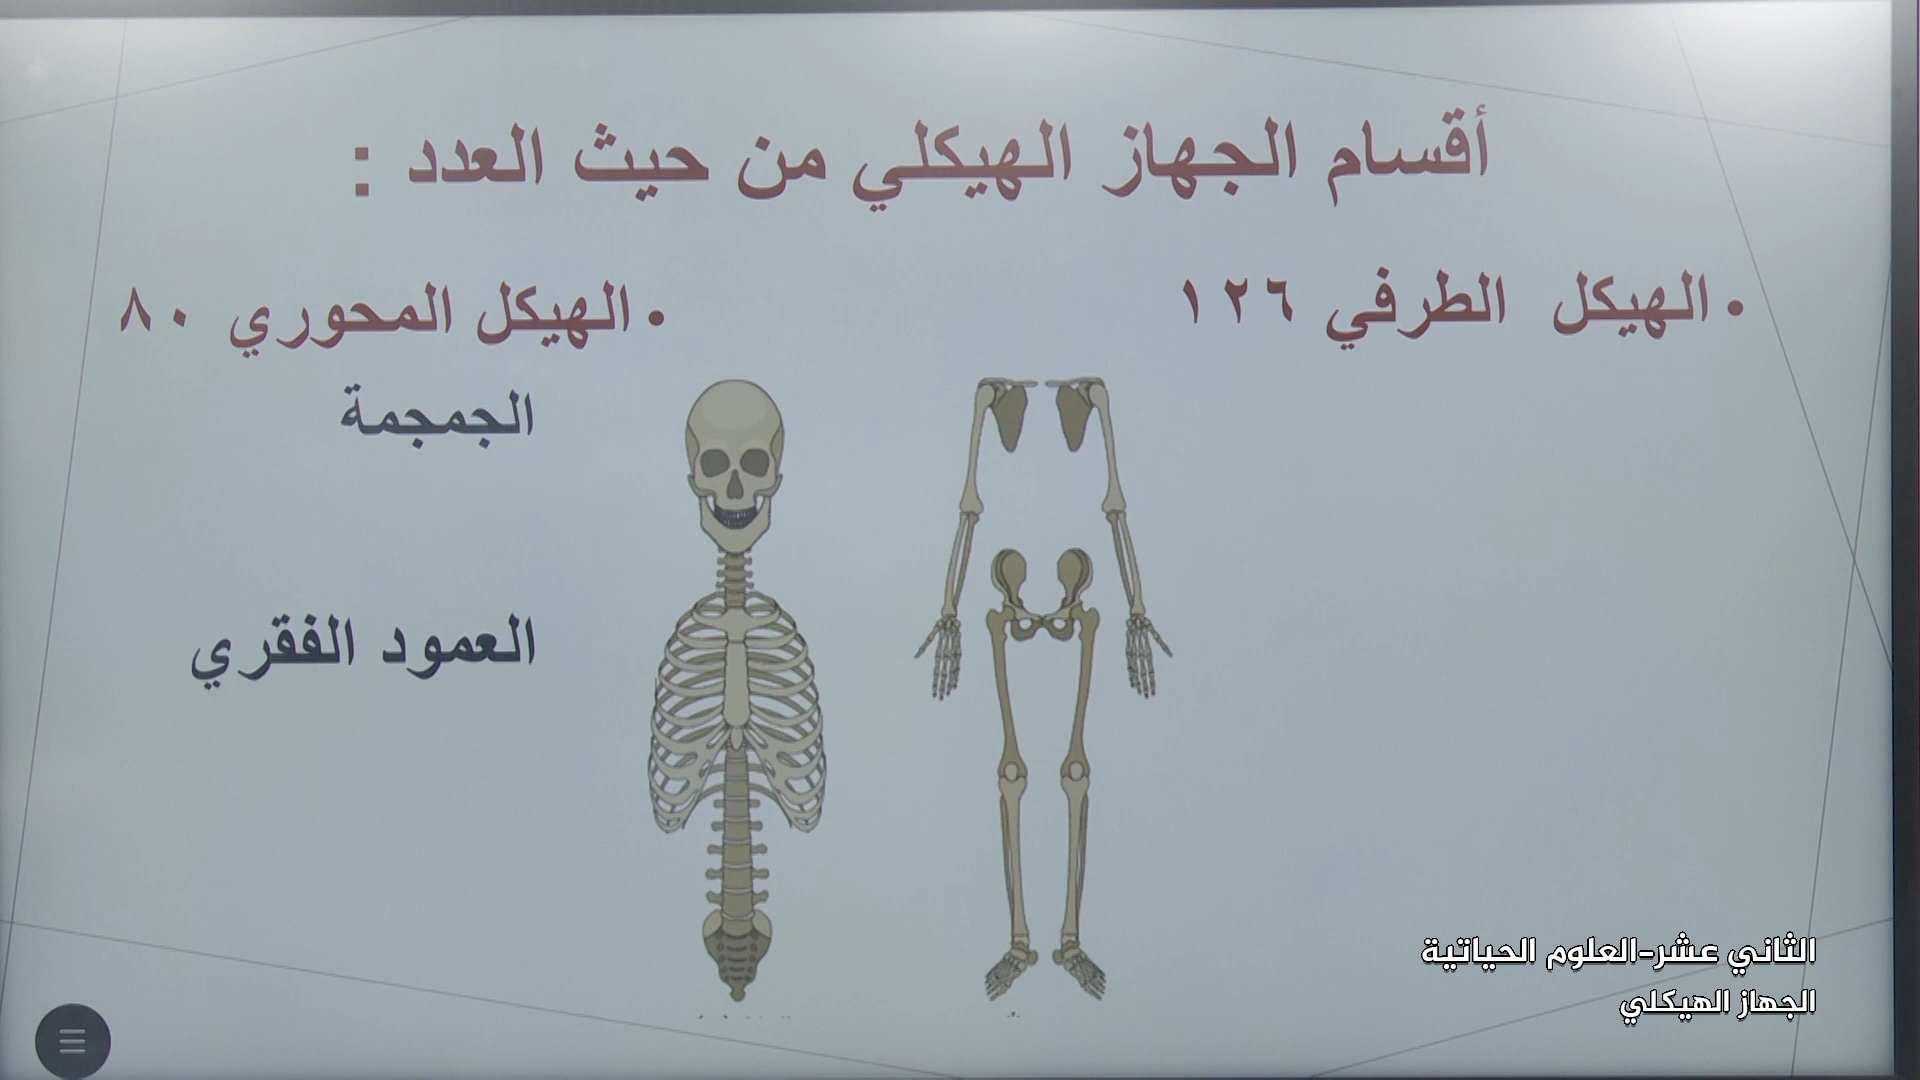 أقسام الجهاز الهيكلي من حيث العدد :
• الهيكل الطرفي ١٢٦
• الهيكل المحوري ٨٠
الجمجمة
العمود الفقري
الثاني عشر-العلوم الحياتية
الجهاز الهيكلي